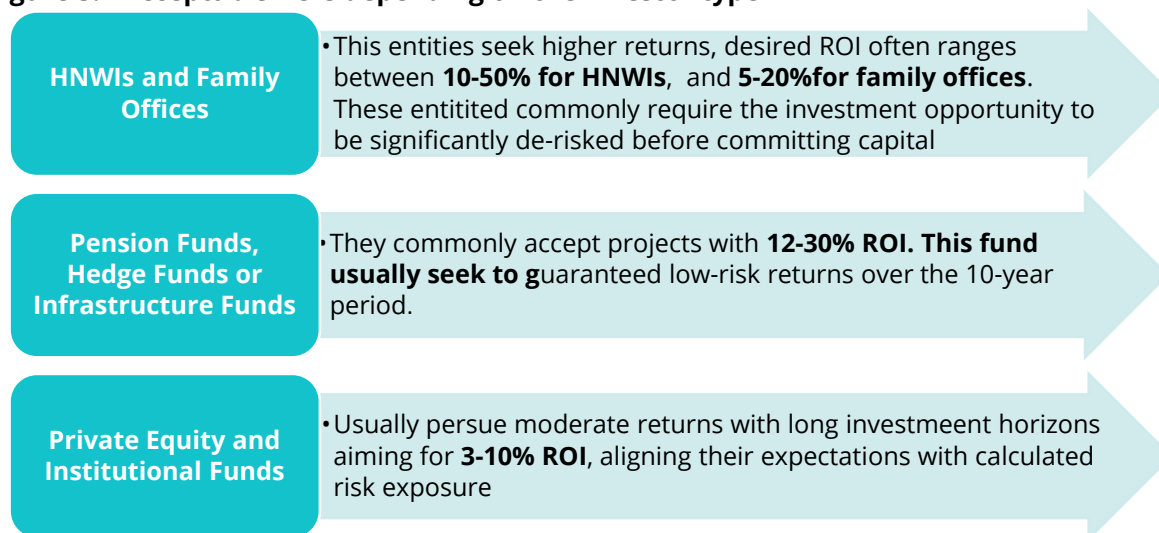 HNWIs and Family
Offices
•This entities seek higher returns, desired ROI often ranges
between 10-50% for HNWIs, and 5-20%for family offices.
These entitited commonly require the investment opportunity to
be significantly de-risked before committing capital
Pension Funds,
Hedge Funds or
Infrastructure Funds
•They commonly accept projects with 12-30% ROI. This fund
usually seek to guaranteed low-risk returns over the 10-year
period.
Private Equity and
Institutional Funds
•Usually persue moderate returns with long investmeent horizons
aiming for 3-10% ROI, aligning their expectations with calculated
risk exposure